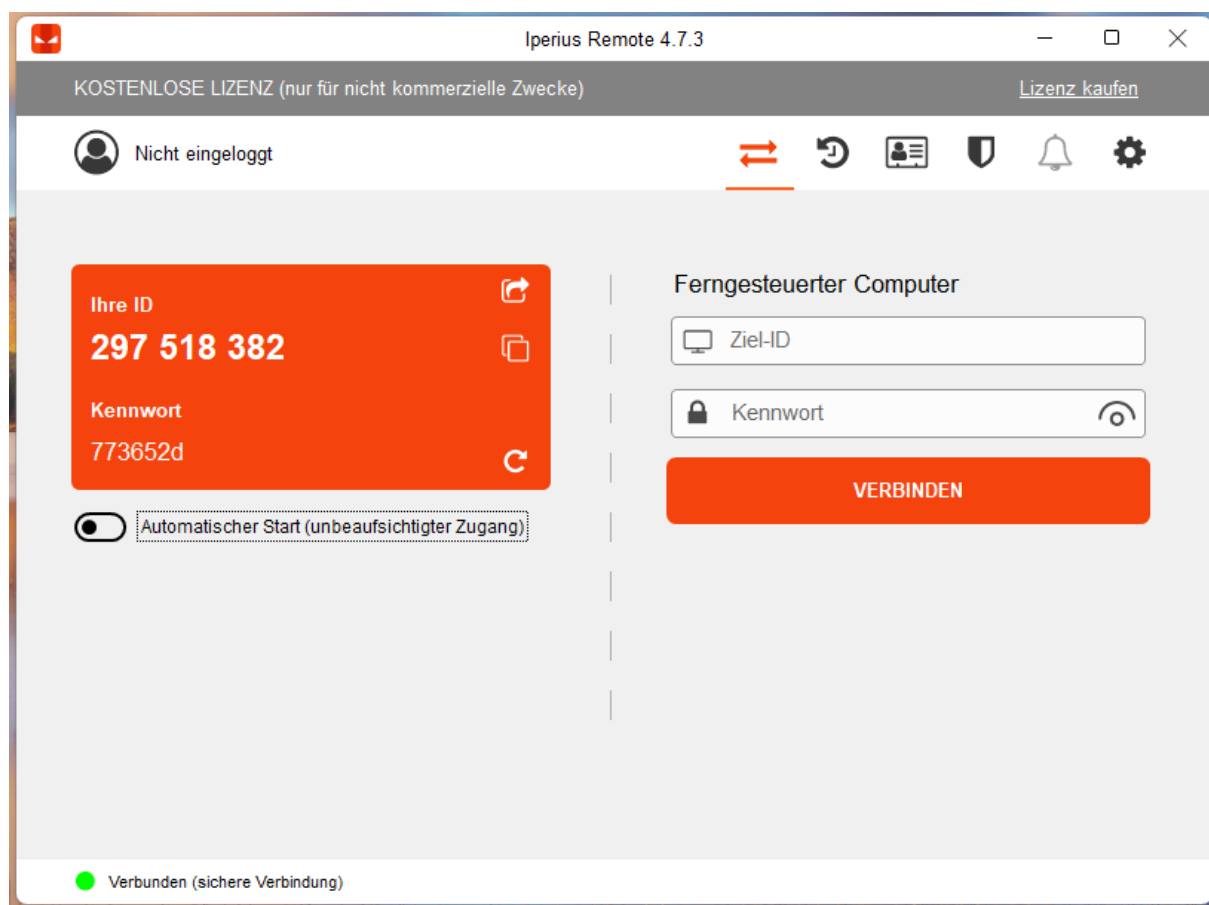 Iperius Remote 4.7.3
KOSTENLOSE LIZENZ (nur für nicht kommerzielle Zwecke)
Lizenz kaufen
Nicht eingeloggt
Ihre ID
297 518 382
Kennwort
773652d
Automatischer Start (unbeaufsichtigter Zugang)
Ferngesteuerter Computer
Ziel-ID
Kennwort
VERBINDEN
Verbunden (sichere Verbindung)